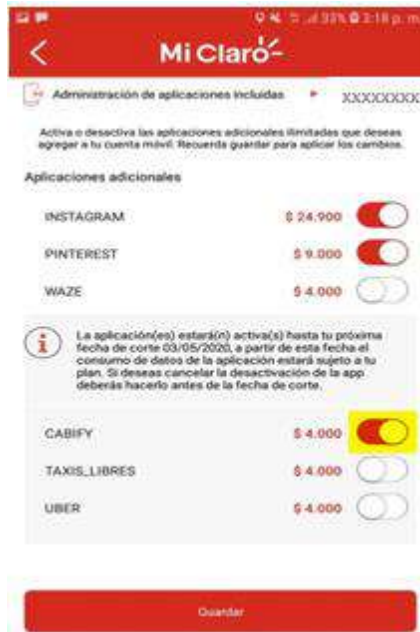 33% 3:18 p. m.
Mi Claro
Administración de aplicaciones incluidas XXXXXXXX
Activa o desactiva las aplicaciones adicionales ilimitadas que deseas
agregar a tu cuenta móvil. Recuerda guardar para aplicar los cambios.
Aplicaciones adicionales
INSTAGRAM $ 24.900
PINTEREST $ 9.000
WAZE $ 4.000
La aplicación(es) estará(n) activa(s) hasta tu próxima
fecha de corte 03/05/2020, a partir de esta fecha el
consumo de datos de la aplicación estará sujeto a tu
plan. Si deseas cancelar la desactivación de la app
deberás hacerlo antes de la fecha de corte.
CABIFY $ 4.000
TAXIS_LIBRES $ 4.000
UBER $ 4.000
Guardar